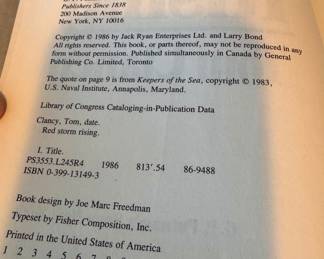 Publishers Since 1838
200 Madison Avenue
New York, NY 10016
Copyright © 1986 by Jack Ryan Enterprises Ltd. and Larry Bond
All rights reserved. This book, or parts thereof, may not be reproduced in any
form without permission. Published simultaneously in Canada by General
Publishing Co. Limited, Toronto
The quote on page 9 is from Keepers of the Sea, copyright © 1983,
U.S. Naval Institute, Annapolis, Maryland.
Library of Congress Cataloging-in-Publication Data
Clancy, Tom, date.
Red storm rising.
I. Title.
PS3553.L245R4 1986 813'.54 86-9488
ISBN 0-399-13149-3
Book design by Joe Marc Freedman
Typeset by Fisher Composition, Inc.
Printed in the United States of America
1 2 3 4 5 6 7 8